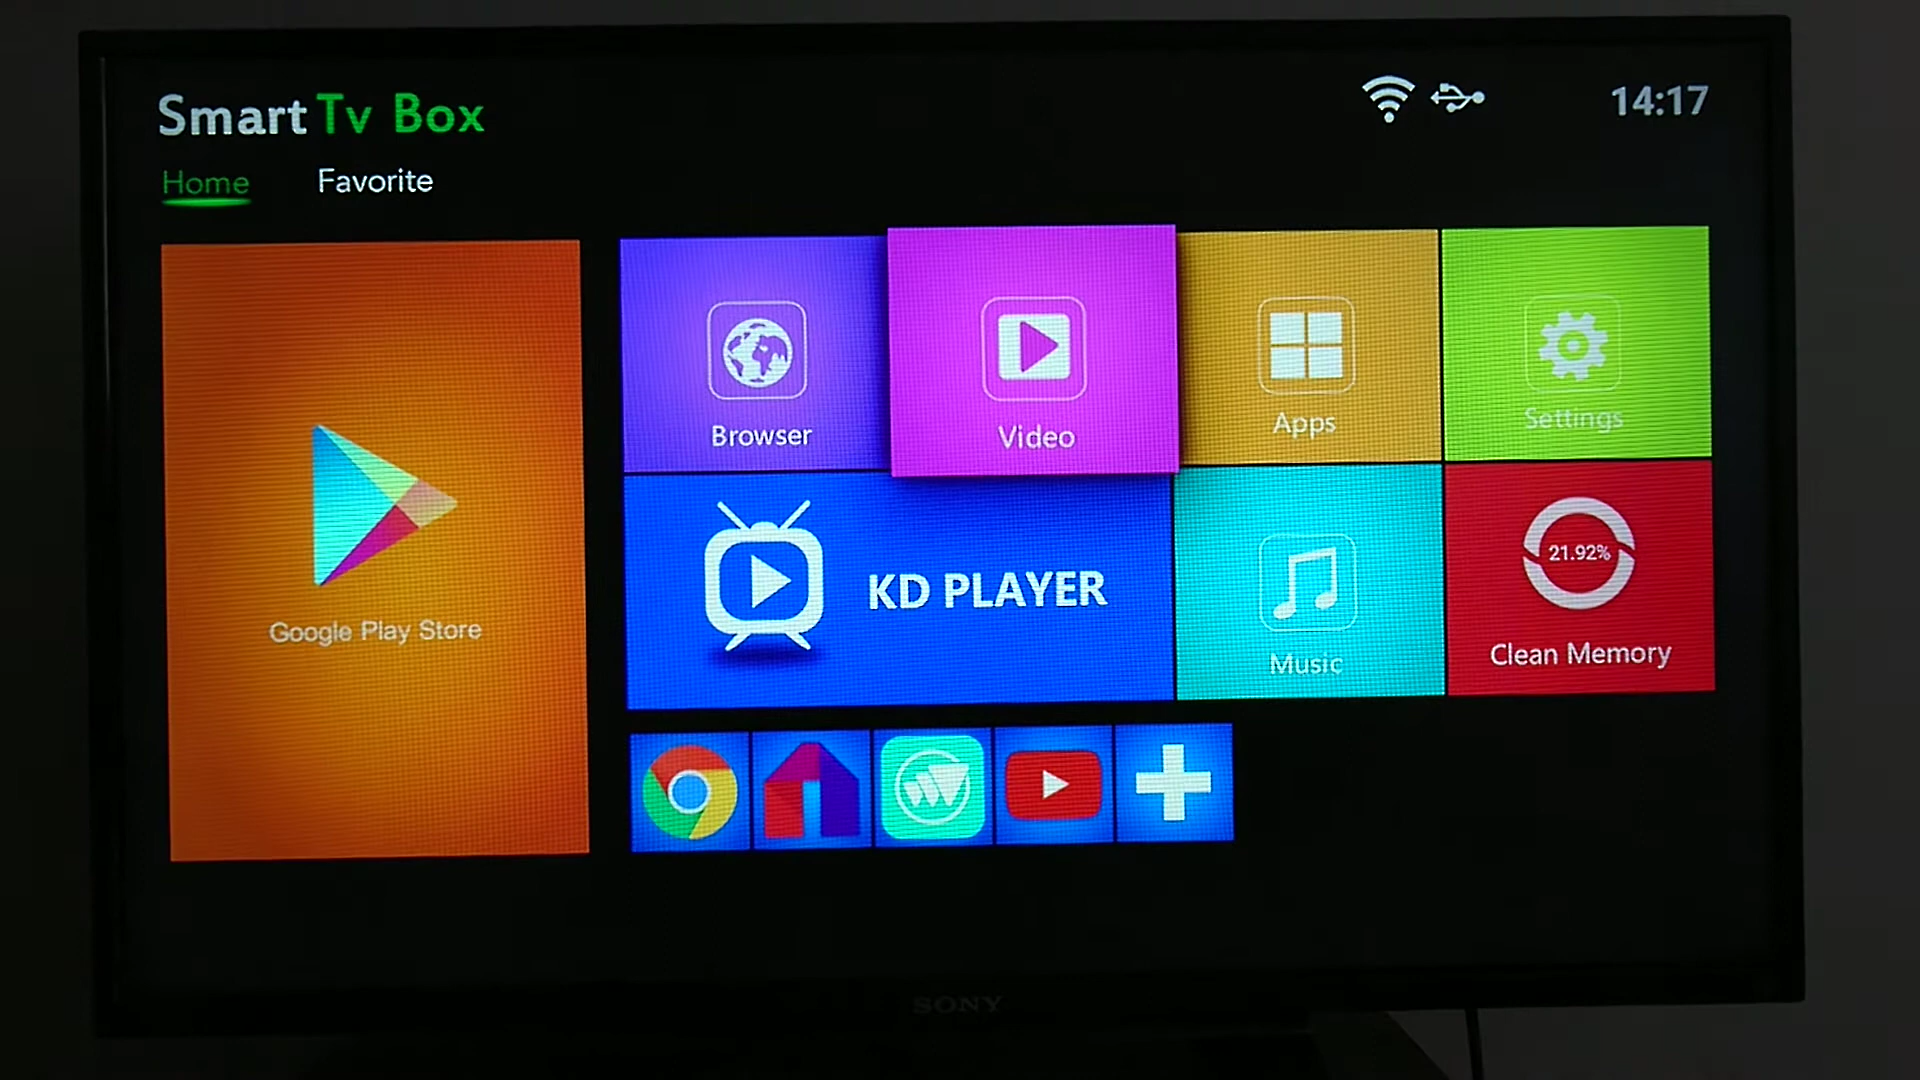 Smart Tv Box
14:17
Home
Favorite
Google Play Store
Browser
Video
Apps
Settings
KD PLAYER
Music
21.92%
Clean Memory
SONY